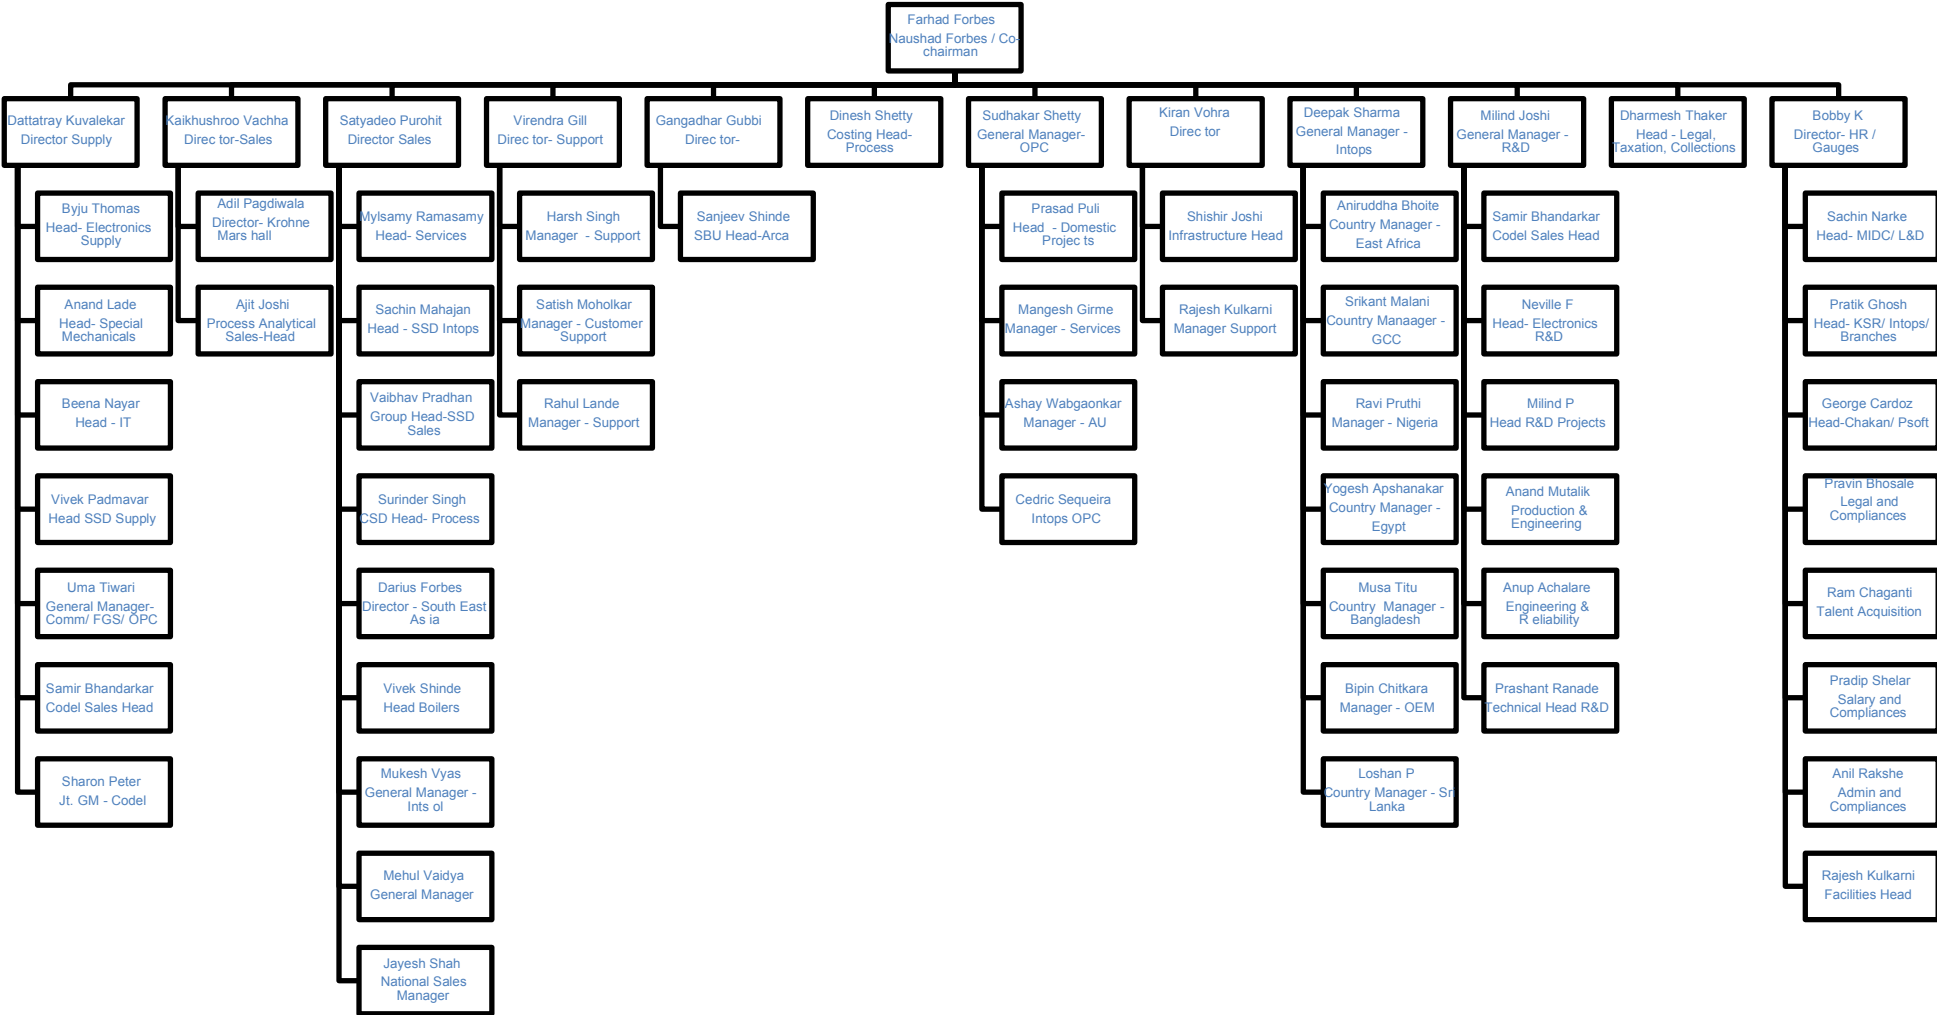 Farhad Forbes
Naushad Forbes / Co-
chairman
Dattatray Kuvalekar
Director Supply
Kaikhushroo Vachha
Direc tor-Sales
Satyadeo Purohit
Director Sales
Virendra Gill
Direc tor- Support
Gangadhar Gubbi
Direc tor-
Dinesh Shetty
Costing Head-
Process
Sudhakar Shetty
General Manager-
OPC
Kiran Vohra
Direc tor
Deepak Sharma
General Manager -
Intops
Milind Joshi
General Manager -
R&D
Dharmesh Thaker
Head - Legal,
Taxation, Collections
Bobby K
Director- HR /
Gauges
Byju Thomas
Head- Electronics
Supply
Anand Lade
Head- Special
Mechanicals
Beena Nayar
Head - IT
Vivek Padmavar
Head SSD Supply
Uma Tiwari
General Manager-
Comm/ FGS/ OPC
Samir Bhandarkar
Codel Sales Head
Sharon Peter
Jt. GM - Codel
Adil Pagdiwala
Director- Krohne
Mars hall
Ajit Joshi
Process Analytical
Sales-Head
Mylsamy Ramasamy
Head- Services
Sachin Mahajan
Head - SSD Intops
Vaibhav Pradhan
Group Head-SSD
Sales
Surinder Singh
CSD Head- Process
Darius Forbes
Director - South East
As ia
Vivek Shinde
Head Boilers
Mukesh Vyas
General Manager -
Ints ol
Mehul Vaidya
General Manager
Jayesh Shah
National Sales
Manager
Harsh Singh
Manager - Support
Satish Moholkar
Manager - Customer
Support
Rahul Lande
Manager - Support
Sanjeev Shinde
SBU Head-Arca
Prasad Puli
Head - Domestic
Projec ts
Mangesh Girme
Manager - Services
Ashay Wabgaonkar
Manager - AU
Cedric Sequeira
Intops OPC
Shishir Joshi
Infrastructure Head
Rajesh Kulkarni
Manager Support
Aniruddha Bhoite
Country Manager -
East Africa
Srikant Malani
Country Manaager -
GCC
Ravi Pruthi
Manager - Nigeria
Yogesh Apshanakar
Country Manager -
Egypt
Musa Titu
Country Manager -
Bangladesh
Bipin Chitkara
Manager - OEM
Loshan P
Country Manager - Sri
Lanka
Samir Bhandarkar
Codel Sales Head
Neville F
Head- Electronics
R&D
Milind P
Head R&D Projects
Anand Mutalik
Production &
Engineering
Anup Achalare
Engineering &
R eliability
Prashant Ranade
Technical Head R&D
Sachin Narke
Head- MIDC/ L&D
Pratik Ghosh
Head- KSR/ Intops/
Branches
George Cardoz
Head-Chakan/ Psoft
Pravin Bhosale
Legal and
Compliances
Ram Chaganti
Talent Acquisition
Pradip Shelar
Salary and
Compliances
Anil Rakshe
Admin and
Compliances
Rajesh Kulkarni
Facilities Head